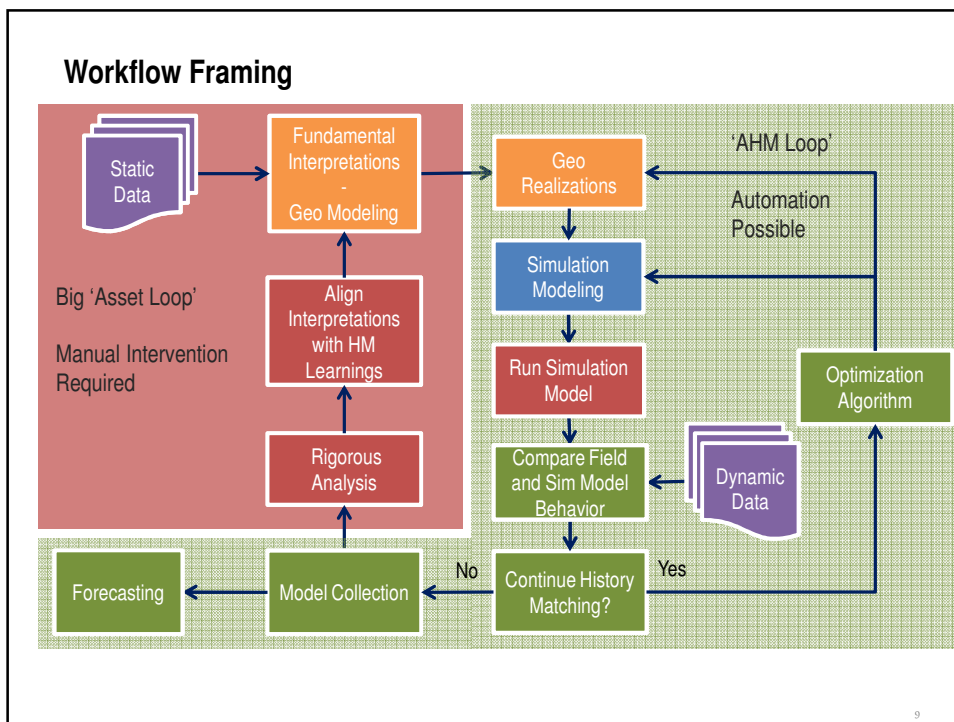 Workflow Framing
Static
Data
Fundamental
Interpretations
-
Geo Modeling
Geo
Realizations
‘AHM Loop’
Automation
Possible
Simulation
Modeling
Big ‘Asset Loop’
Manual Intervention
Required
Align
Interpretations
with HM
Learnings
Run Simulation
Model
Optimization
Algorithm
Rigorous
Analysis
Compare Field
and Sim Model
Behavior
Dynamic
Data
Forecasting
Model Collection
No
Continue History
Matching?
Yes
9